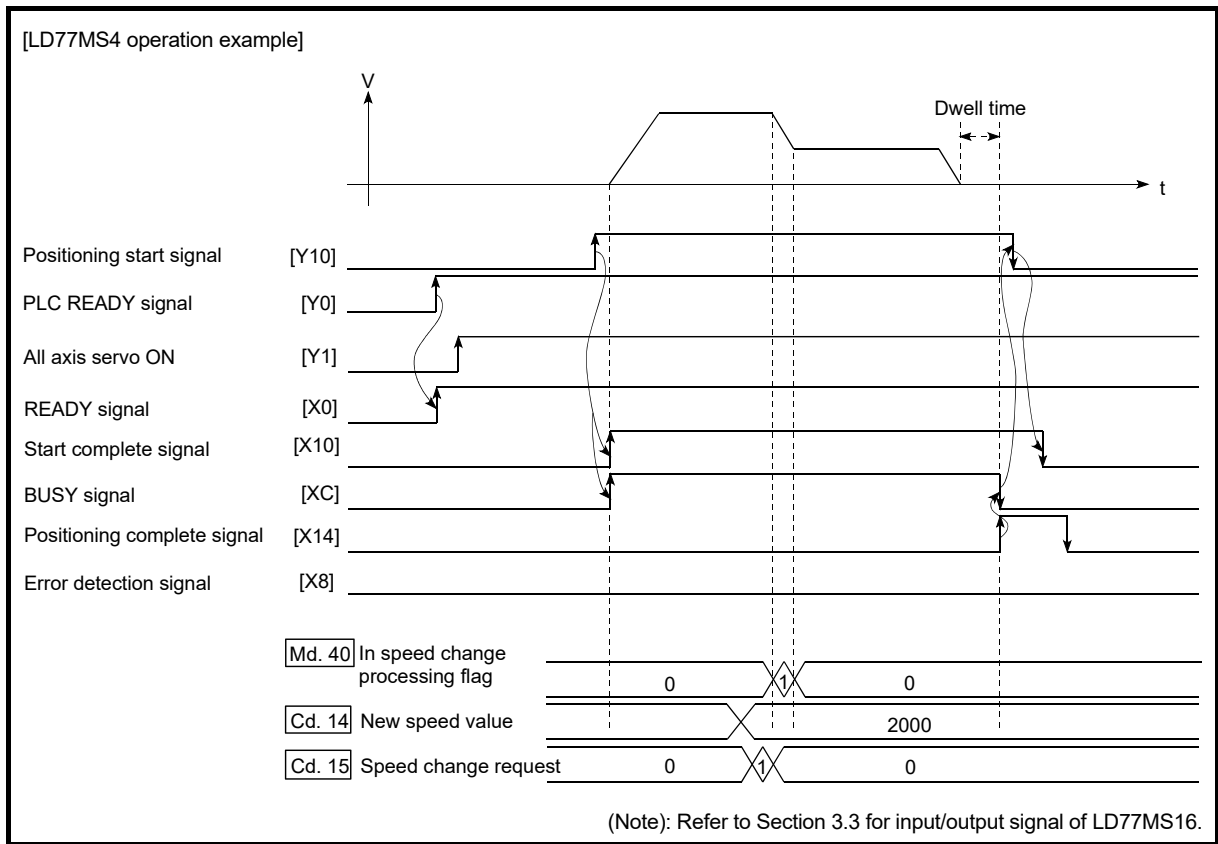 [LD77MS4 operation example]
V
Dwell time
t
Positioning start signal [Y10]
PLC READY signal [Y0]
All axis servo ON [Y1]
READY signal [X0]
Start complete signal [X10]
BUSY signal [XC]
Positioning complete signal [X14]
Error detection signal [X8]
Md. 40 In speed change
processing flag
0 1 0
Cd. 14 New speed value 2000
Cd. 15 Speed change request 0 1 0
(Note): Refer to Section 3.3 for input/output signal of LD77MS16.